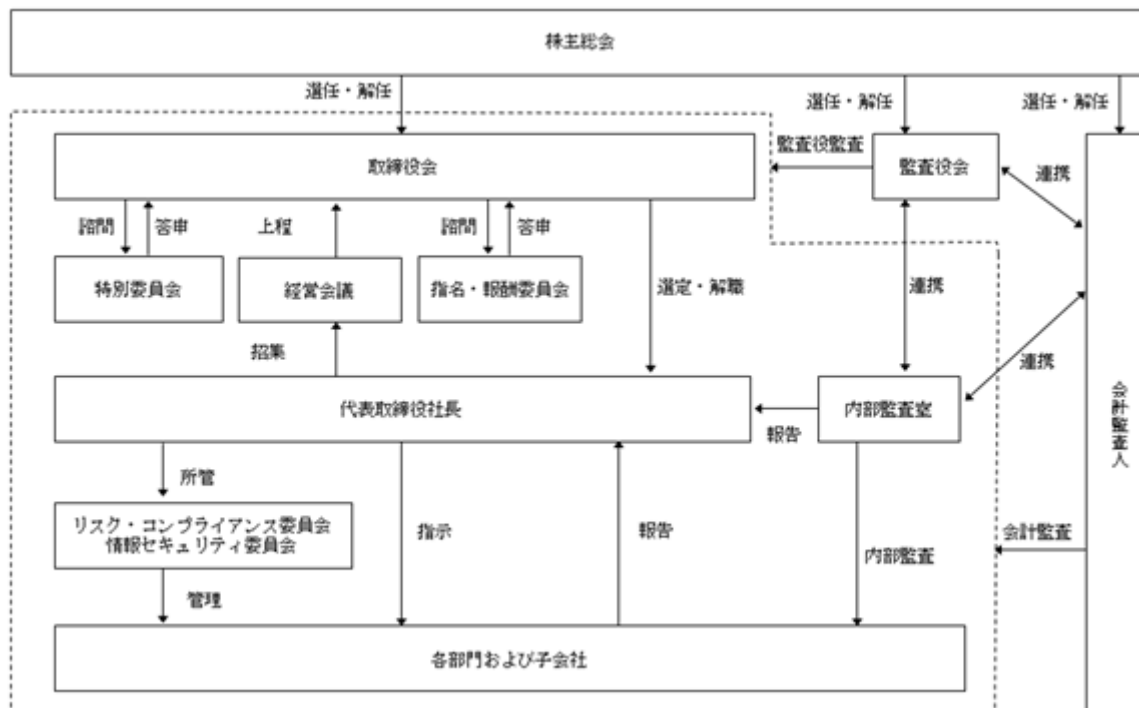 株主総会
選任・解任
選任・解任
選任・解任
取締役会
監査役監査
監査役会
連携
諮問
答申
上程
諮問
答申
特別委員会
経営会議
指名・報酬委員会
選定・解職
連携
招集
連携
代表取締役社長
報告
内部監査室
会計監査人
所管
リスク・コンプライアンス委員会
情報セキュリティ委員会
指示
報告
内部監査
会計監査
管理
各部門および子会社